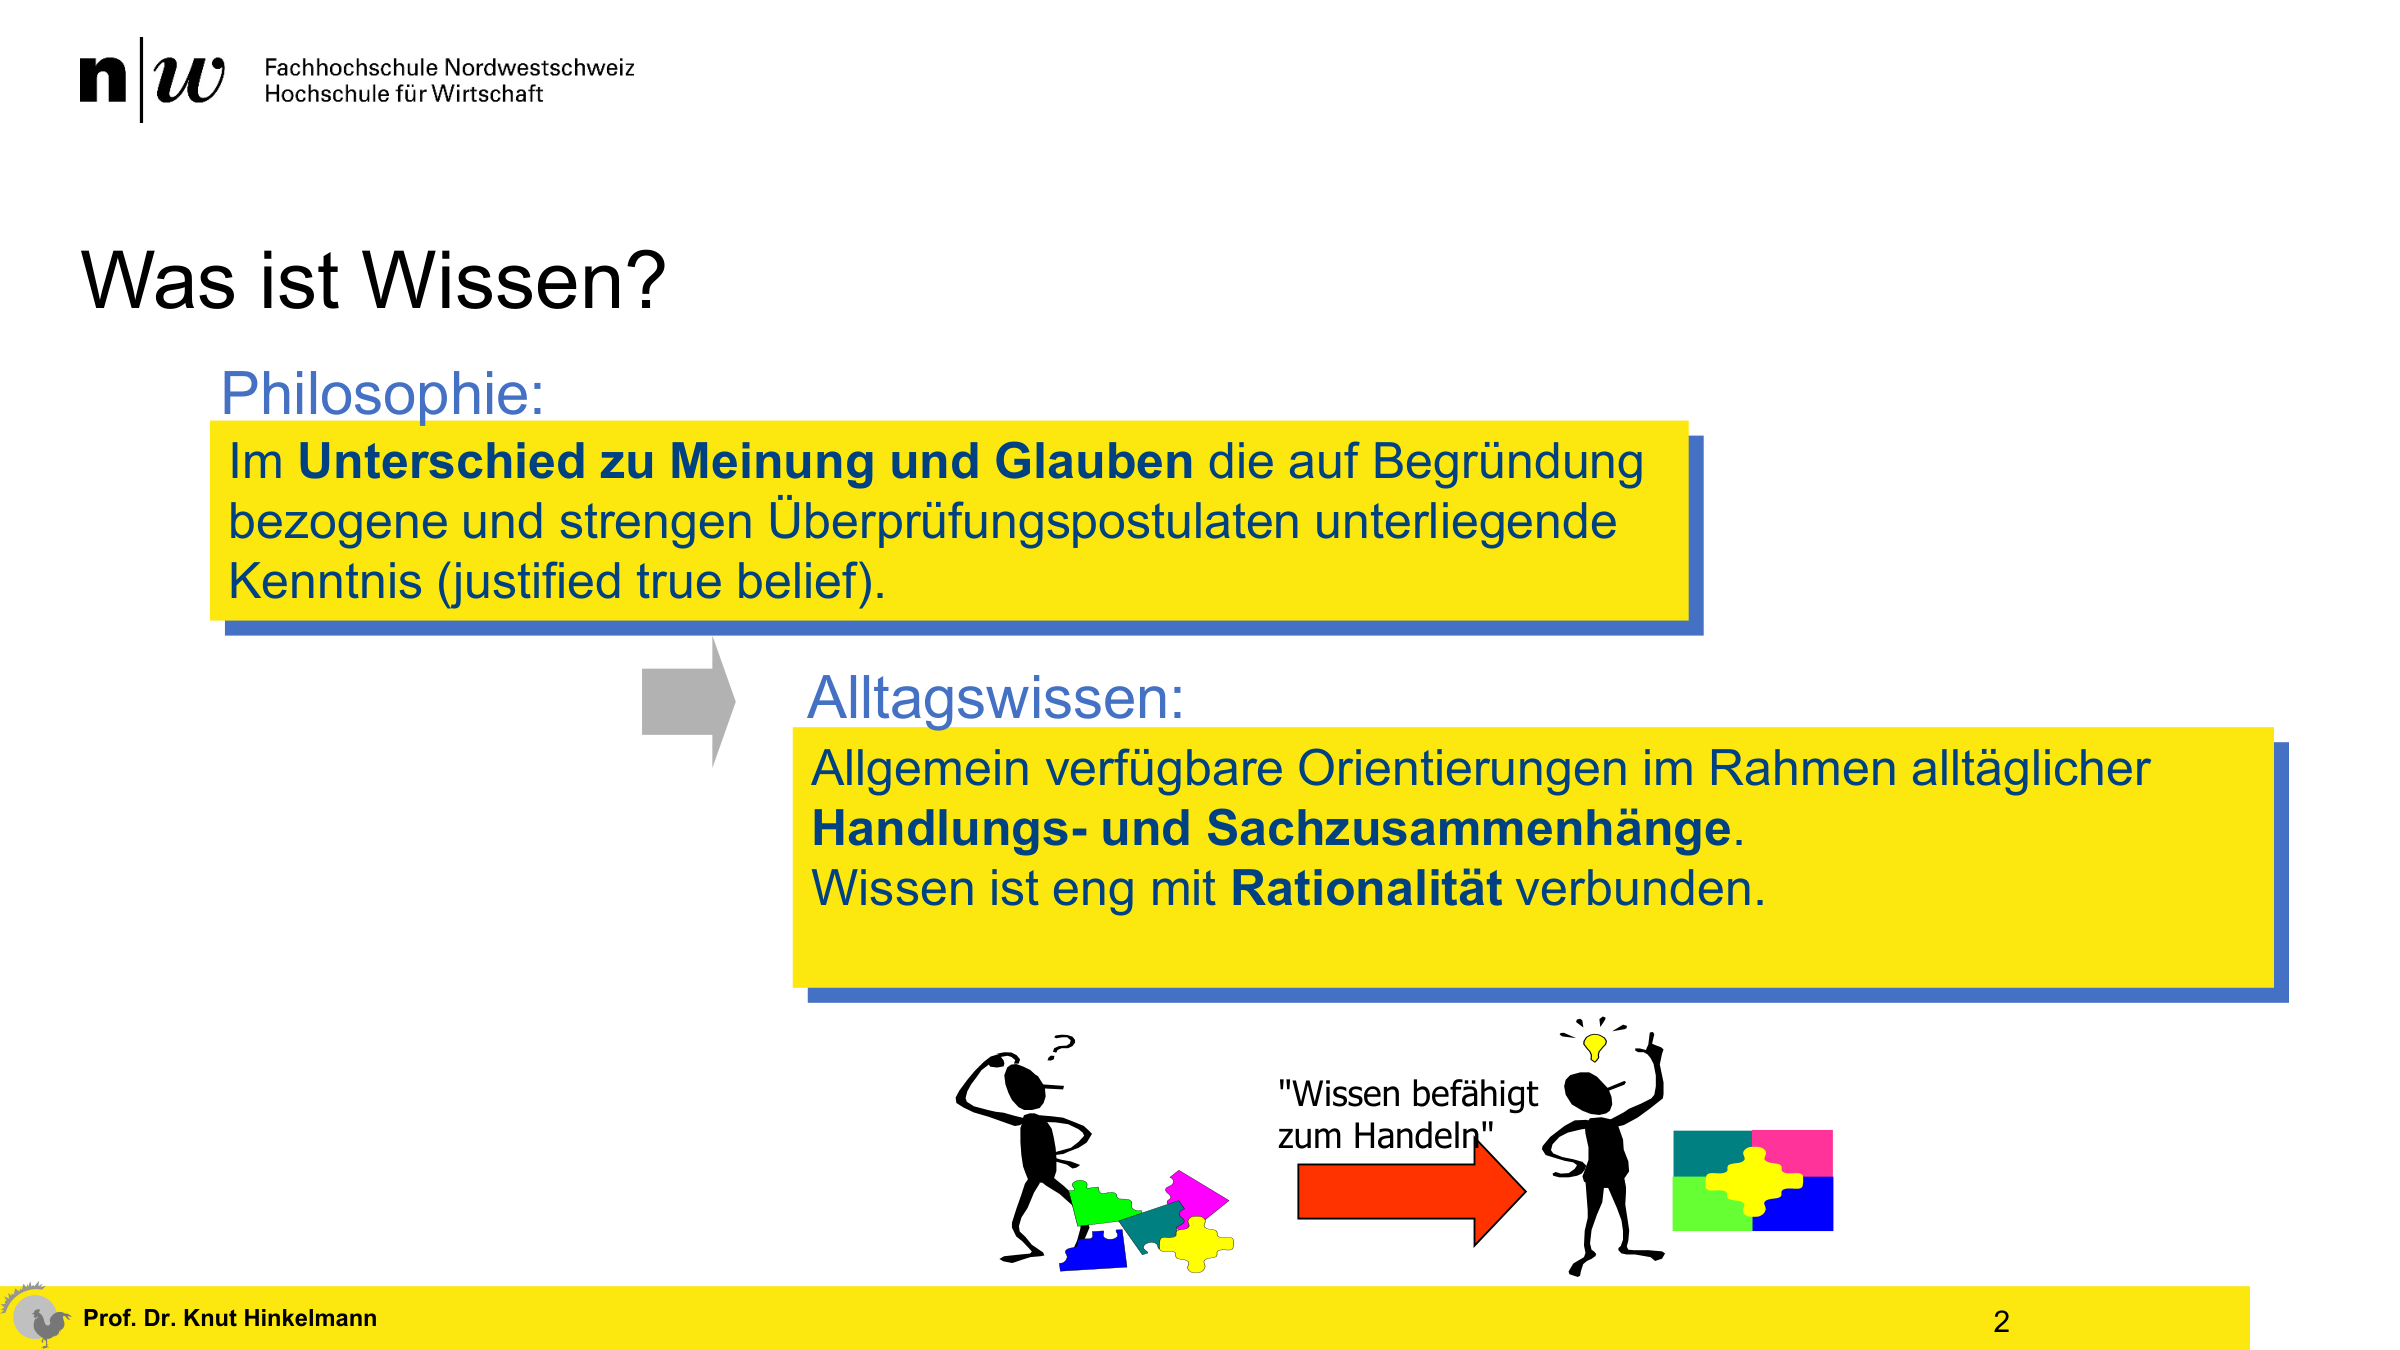 n|w
Fachhochschule Nordwestschweiz
Hochschule für Wirtschaft
Was ist Wissen?
Philosophie:
Im Unterschied zu Meinung und Glauben die auf Begründung
bezogene und strengen Überprüfungspostulaten unterliegende
Kenntnis (justified true belief).
Alltagswissen:
Allgemein verfügbare Orientierungen im Rahmen alltäglicher
Handlungs- und Sachzusammenhänge.
Wissen ist eng mit Rationalität verbunden.
?
"Wissen befähigt
zum Handeln"
Prof. Dr. Knut Hinkelmann
2